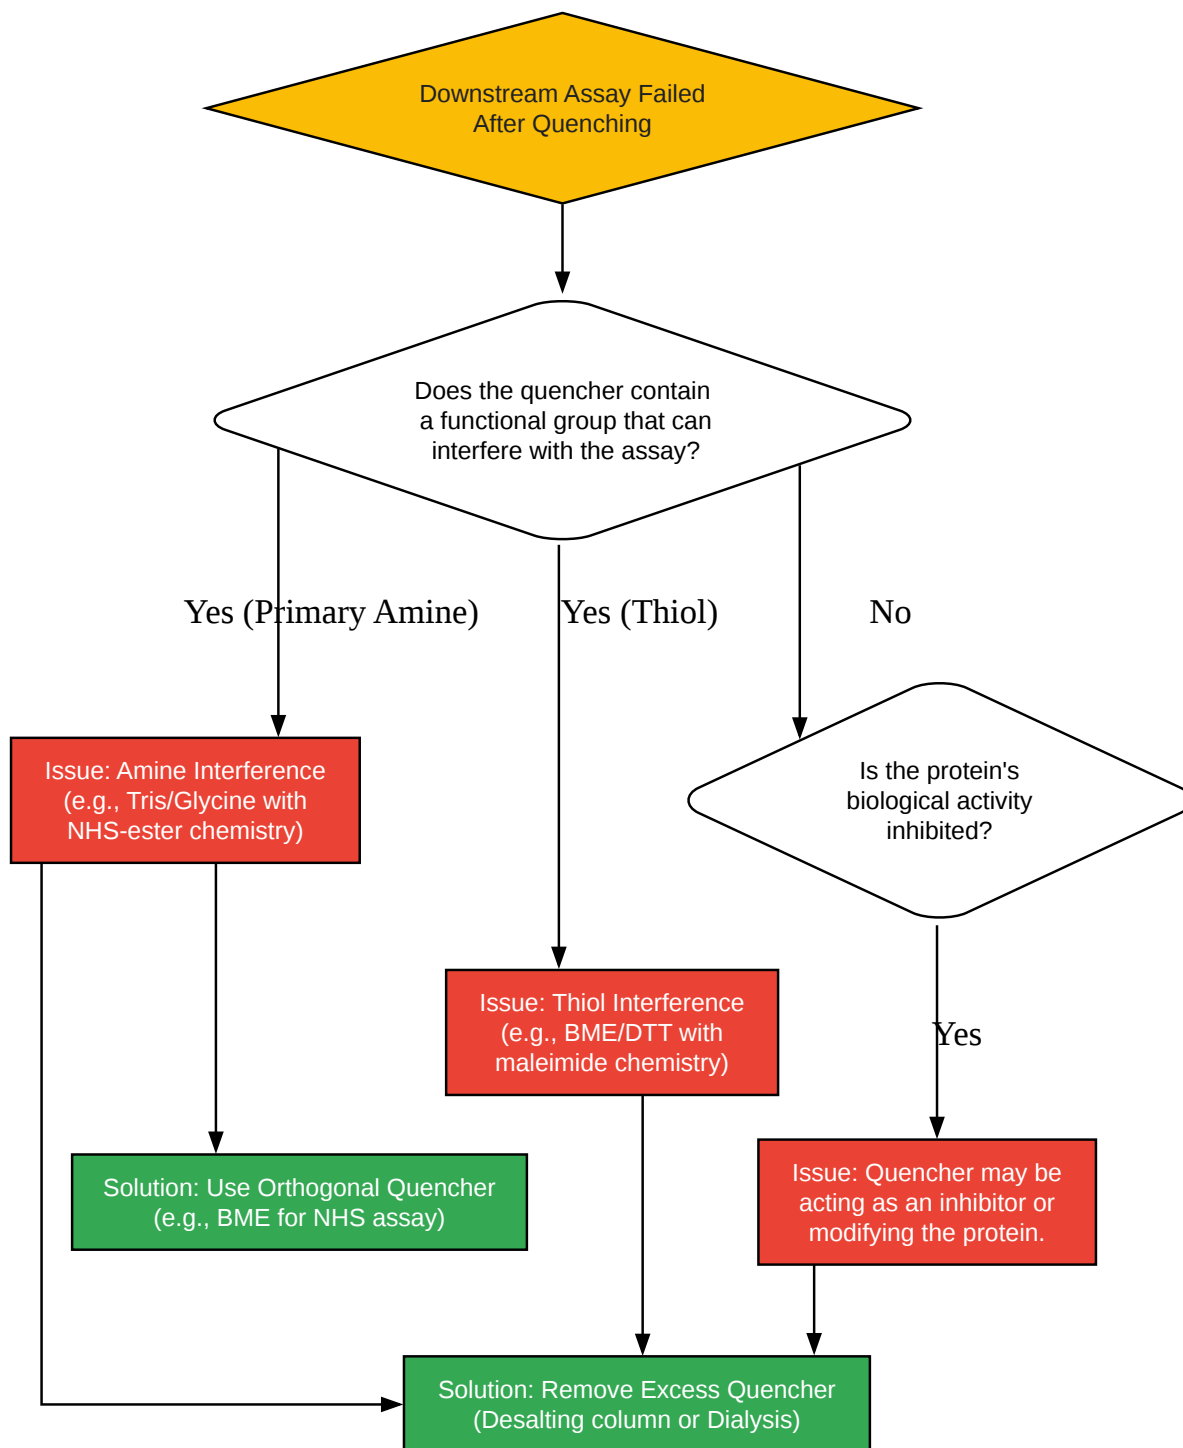 Downstream Assay Failed
After Quenching
Does the quencher contain
a functional group that can
interfere with the assay?
Yes (Primary Amine)
Yes (Thiol)
No
Issue: Amine Interference
(e.g., Tris/Glycine with
NHS-ester chemistry)
Is the protein's
biological activity
inhibited?
Issue: Thiol Interference
(e.g., BME/DTT with
maleimide chemistry)
Yes
Solution: Use Orthogonal Quencher
(e.g., BME for NHS assay)
Issue: Quencher may be
acting as an inhibitor or
modifying the protein.
Solution: Remove Excess Quencher
(Desalting column or Dialysis)